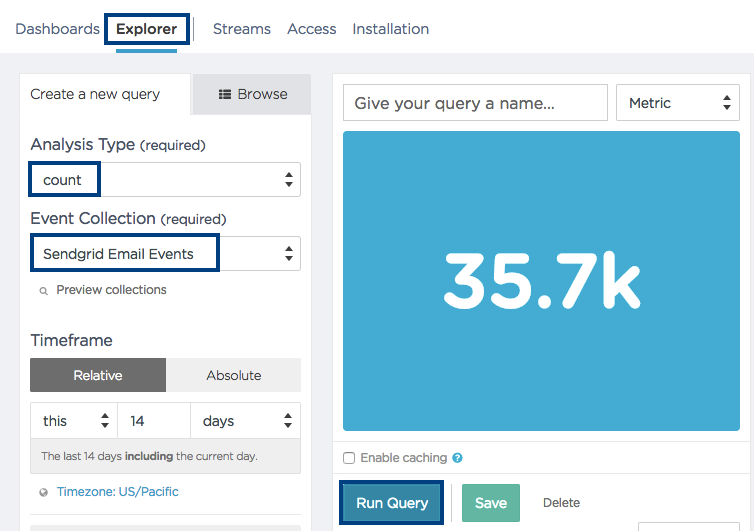 Dashboards Explorer Streams Access Installation
Create a new query Browse
Analysis Type (required)
count
Event Collection (required)
Sendgrid Email Events
Preview collections
Timeframe
Relative Absolute
this 14 days
The last 14 days including the current day.
Timezone: US/Pacific
Give your query a name... Metric
35.7k
Enable caching ?
Run Query Save Delete